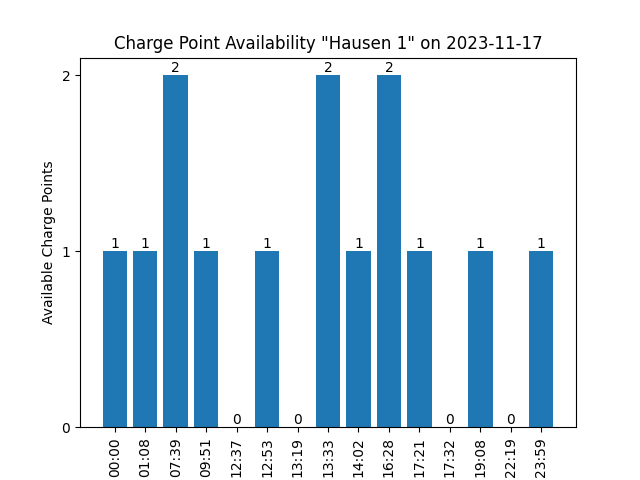 Charge Point Availability "Hausen 1" on 2023-11-17
Available Charge Points
2
1
0
1 1 2 1 0 1 0 2 1 2 1 0 1 0 1
00:00 01:08 07:39 09:51 12:37 12:53 13:19 13:33 14:02 16:28 17:21 17:32 19:08 22:19 23:59